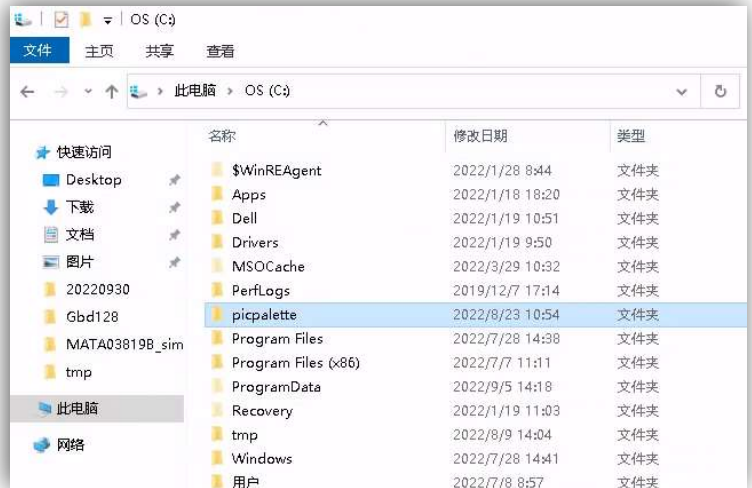 OS (C:)
文件 主页 共享 查看
此电脑 OS (C:)
名称 修改日期 类型
快速访问
Desktop
下载
文档
图片
20220930
Gbd128
MATA03819B_sim
tmp
此电脑
网络
$WinREAgent 2022/1/28 8:44 文件夹
Apps 2022/1/18 18:20 文件夹
Dell 2022/1/19 10:51 文件夹
Drivers 2022/1/19 9:50 文件夹
MSOCache 2022/3/29 10:32 文件夹
PerfLogs 2019/12/7 17:14 文件夹
picpalette 2022/8/23 10:54 文件夹
Program Files 2022/7/28 14:38 文件夹
Program Files (x86) 2022/7/7 11:11 文件夹
ProgramData 2022/9/5 14:18 文件夹
Recovery 2022/1/19 11:03 文件夹
tmp 2022/8/9 14:04 文件夹
Windows 2022/7/28 14:41 文件夹
用户 2022/7/8 8:57 文件夹